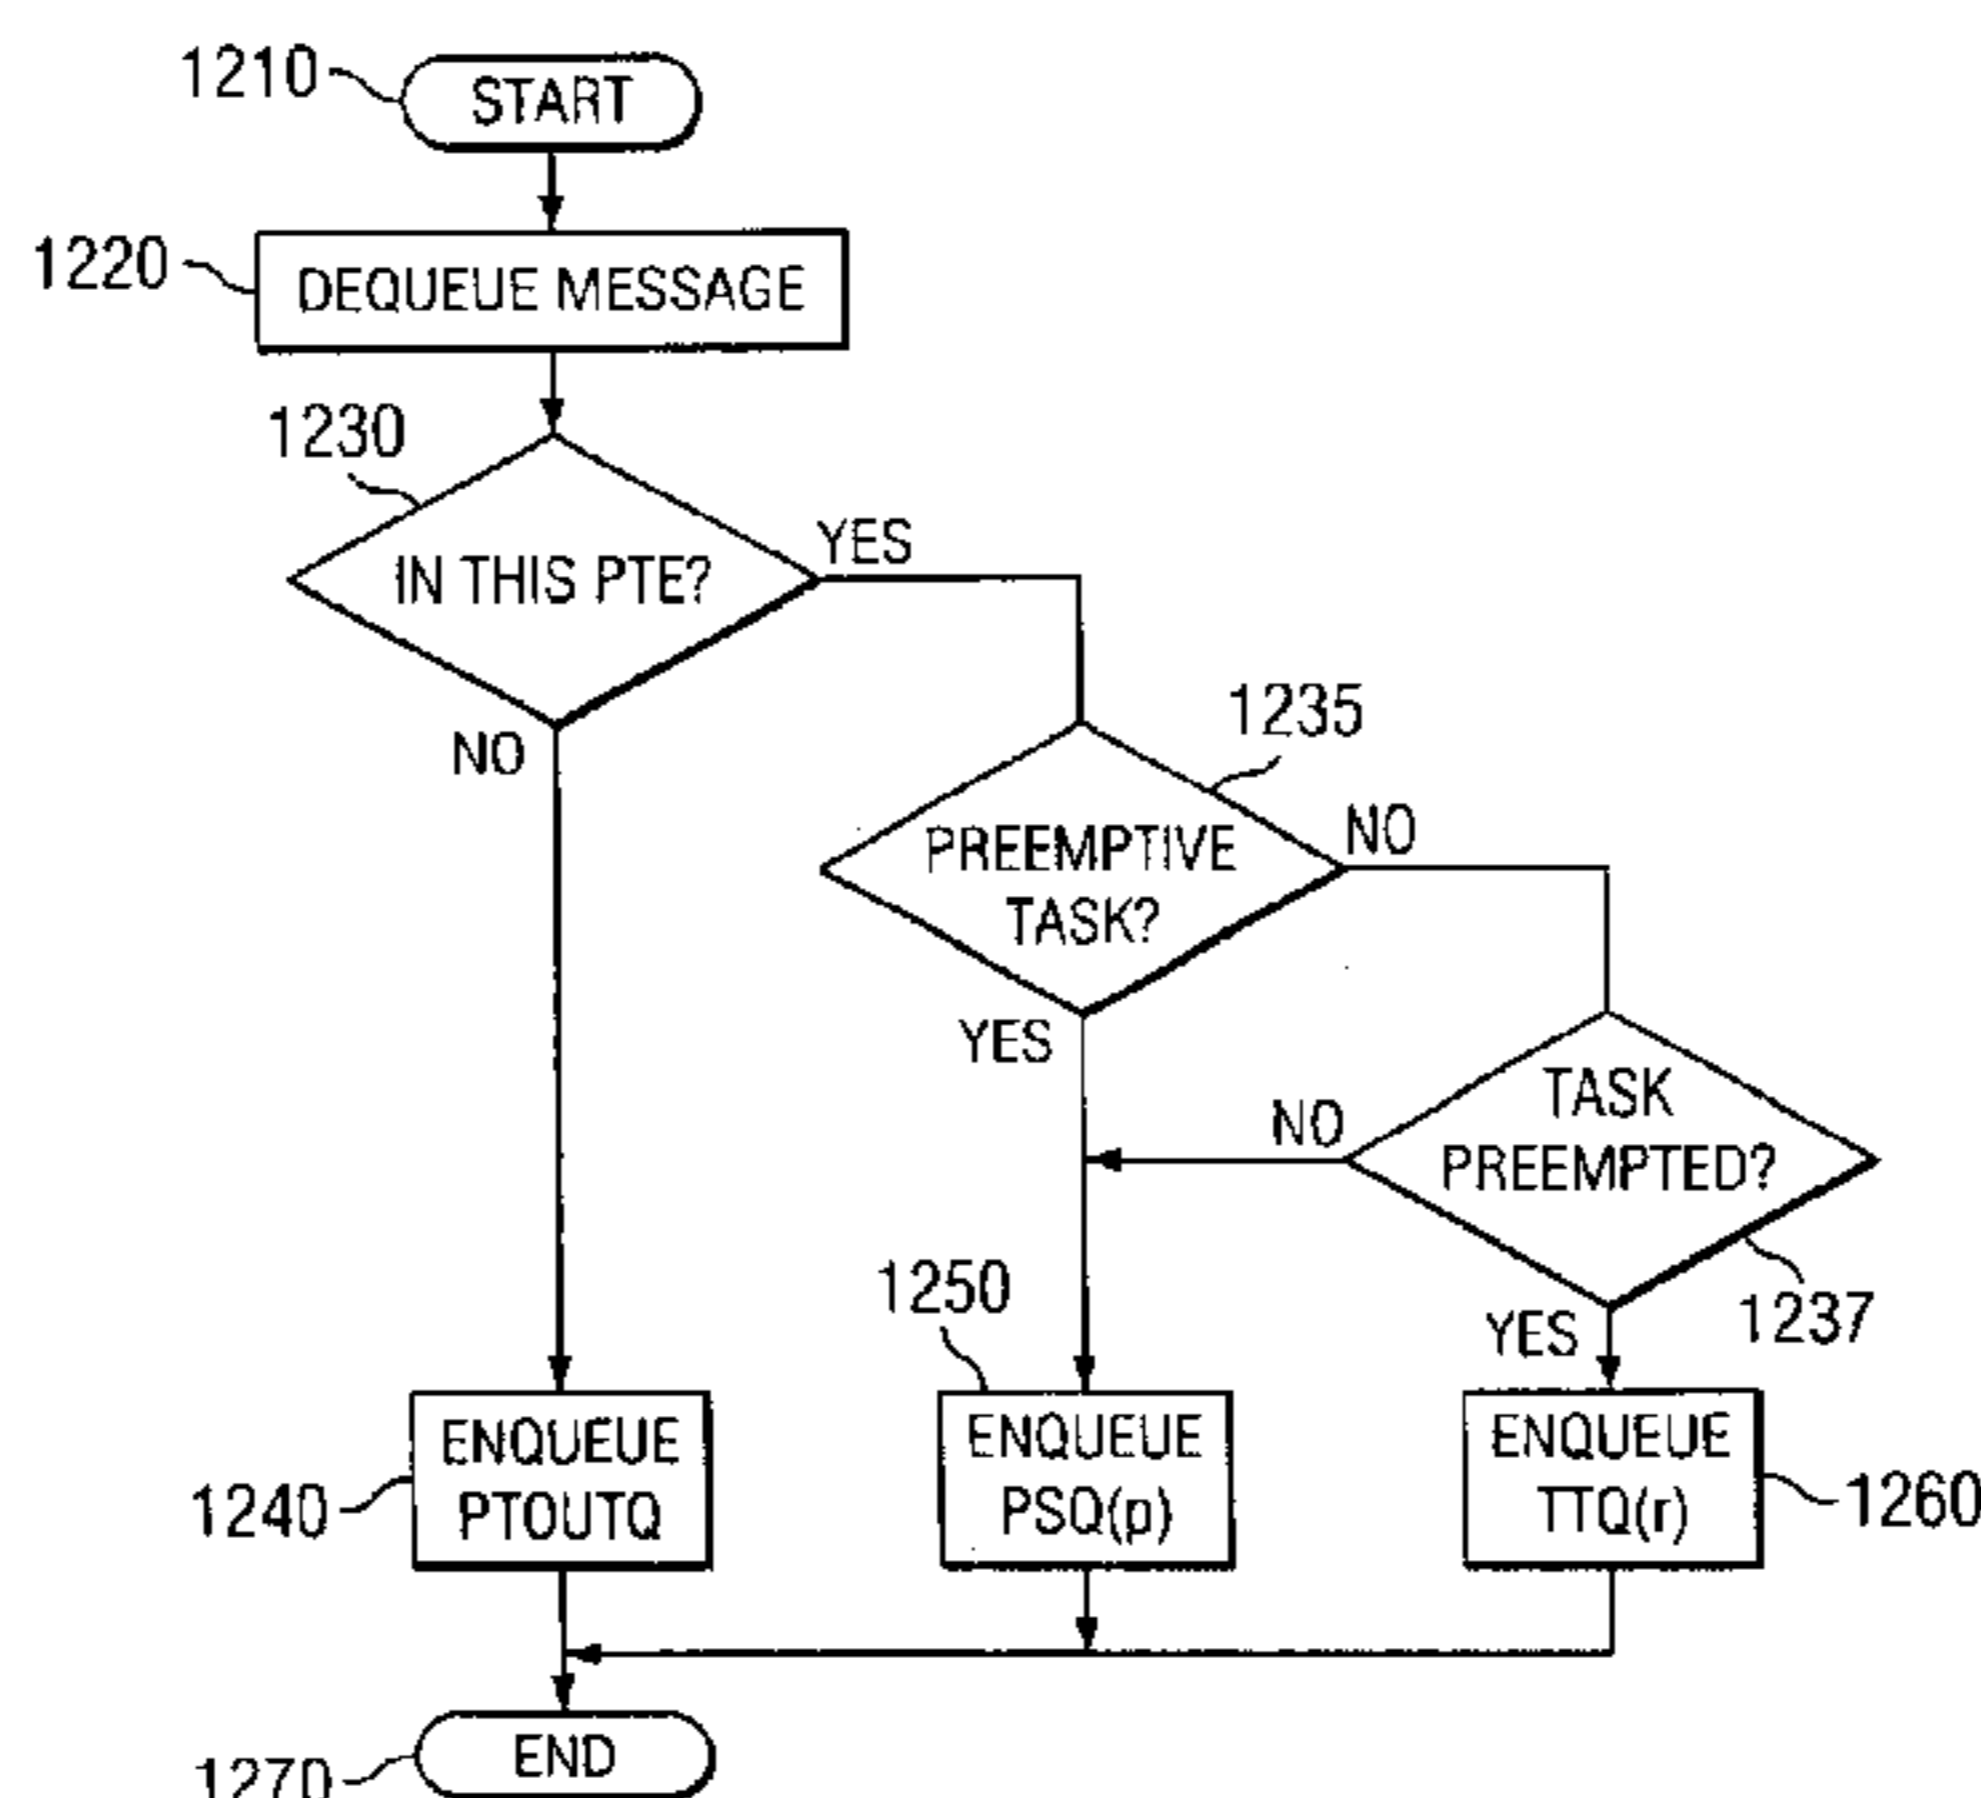 1210
START
1220
DEQUEUE MESSAGE
1230
IN THIS PTE?
YES
NO
1235
PREEMPTIVE
TASK?
NO
YES
TASK
PREEMPTED?
NO
1237
YES
1250
ENQUEUE
PTOUTQ
1240
ENQUEUE
PSQ(p)
ENQUEUE
TTQ(r)
1260
END
1270